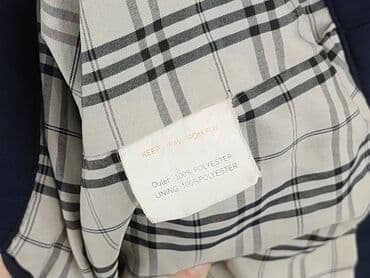 KEEP AWAY FROM FIRE
Outer: 100% POLYESTER
LINING: 100%POLYESTER